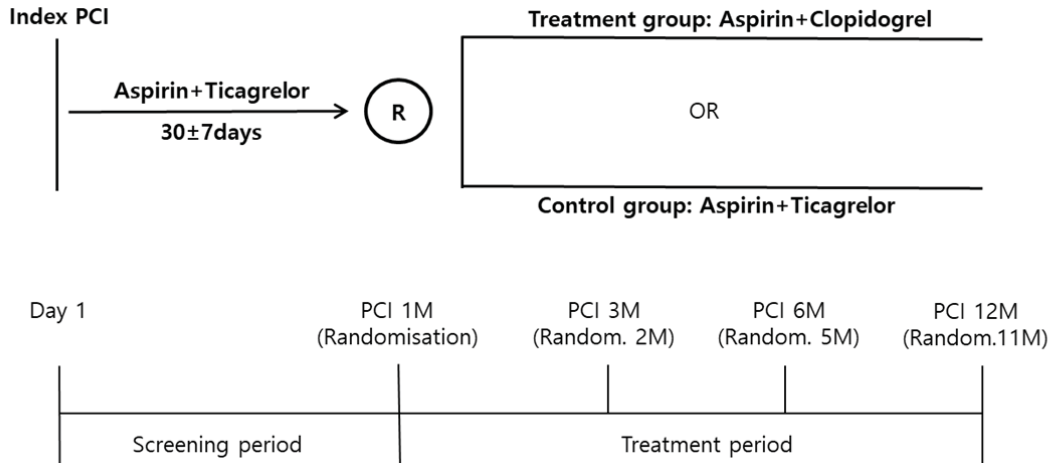 Index PCI
Treatment group: Aspirin+Clopidogrel
Aspirin+Ticagrelor
30±7days
R
OR
Control group: Aspirin+Ticagrelor
Day 1
PCI 1M
(Randomisation)
PCI 3M
(Random. 2M)
PCI 6M
(Random. 5M)
PCI 12M
(Random.11M)
Screening period
Treatment period